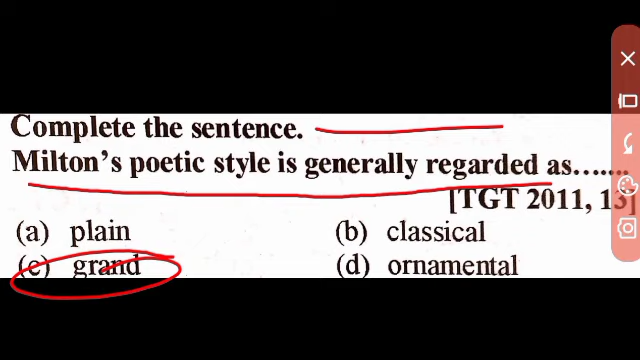 Complete the sentence.
Milton's poetic style is generally regarded as.......
[TGT 2011, 13]
(a) plain
(b) classical
(c) grand
(d) ornamental